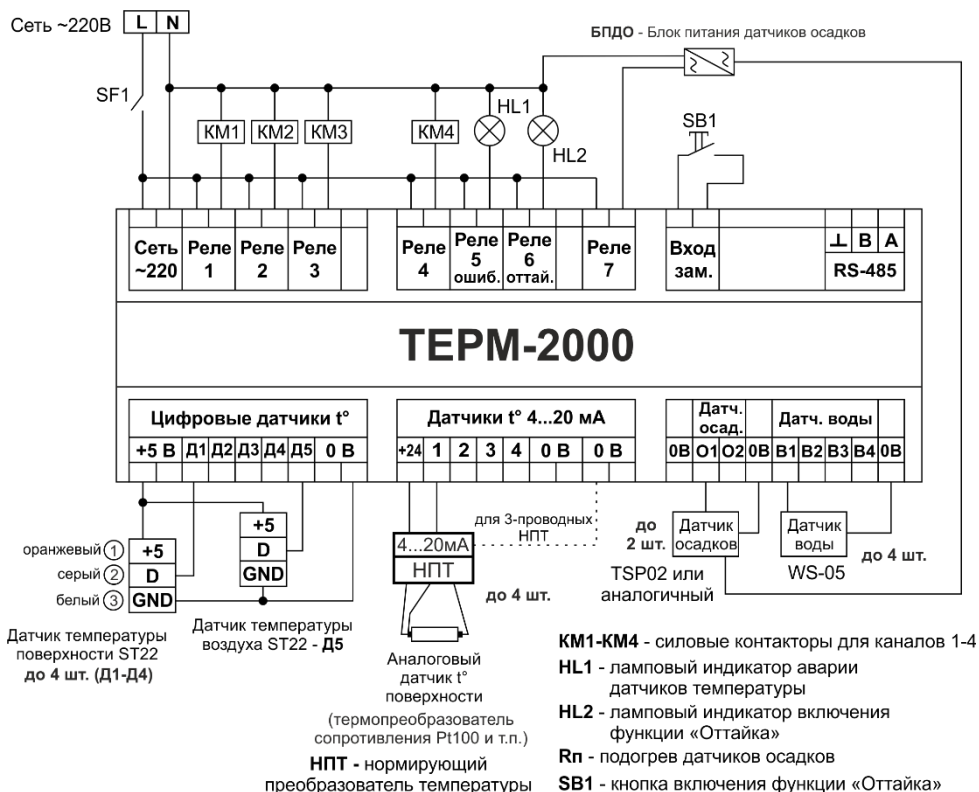 Сеть ~220В
L N
БПДО - Блок питания датчиков осадков
SF1
КМ1 КМ2 КМ3 КМ4
HL1
HL2
SB1
Сеть ~220
Реле 1
Реле 2
Реле 3
Реле 4
Реле 5 ошиб.
Реле 6 оттай.
Реле 7
Вход зам.
B A
RS-485
ТЕРМ-2000
Цифровые датчики t°
+5 В Д1 Д2 Д3 Д4 Д5 0 В
Датчики t° 4...20 мА
+24 1 2 3 4 0 В 0 В
Датч. осад.
Датч. воды
0В О1 О2 0В В1 В2 В3 В4 0В
оранжевый 1 +5
серый 2 D
белый 3 GND
+5
D
GND
Датчик температуры
поверхности ST22
до 4 шт. (Д1-Д4)
Датчик температуры
воздуха ST22 - Д5
4...20мА
НПТ
для 3-проводных
НПТ
до 4 шт.
Аналоговый
датчик t°
поверхности
(термопреобразователь
сопротивления Pt100 и т.п.)
НПТ - нормирующий
преобразователь температуры
до
2 шт.
Датчик
осадков
TSP02 или
аналогичный
Датчик
воды
WS-05
до 4 шт.
КМ1-КМ4 - силовые контакторы для каналов 1-4
HL1 - ламповый индикатор аварии
датчиков температуры
HL2 - ламповый индикатор включения
функции «Оттайка»
Rп - подогрев датчиков осадков
SB1 - кнопка включения функции «Оттайка»